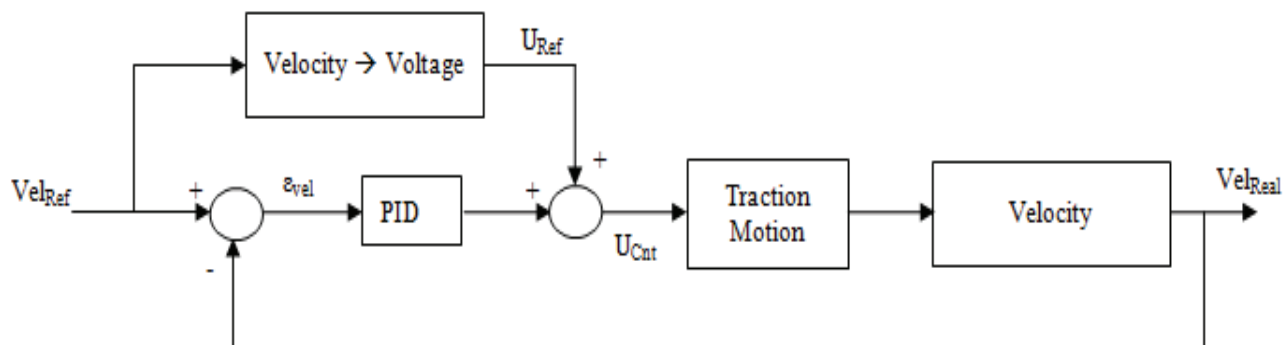 U_Ref
Velocity → Voltage
+
Vel_Ref
+
ε_vel
PID
+
U_Cnt
Traction
Motion
Velocity
Vel_Real
-